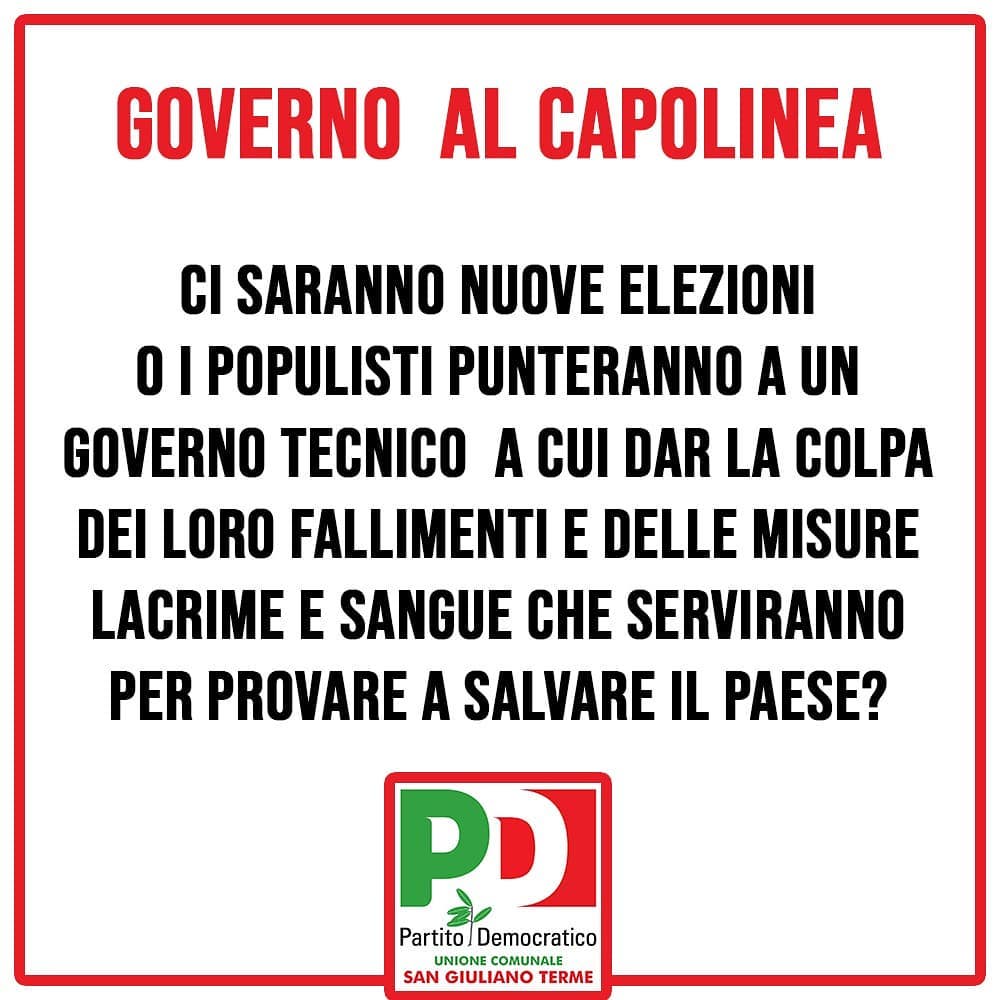 GOVERNO AL CAPOLINEA
CI SARANNO NUOVE ELEZIONI
O I POPULISTI PUNTERANNO A UN
GOVERNO TECNICO A CUI DAR LA COLPA
DEI LORO FALLIMENTI E DELLE MISURE
LACRIME E SANGUE CHE SERVIRANNO
PER PROVARE A SALVARE IL PAESE?
PD
Partito Democratico
UNIONE COMUNALE
SAN GIULIANO TERME